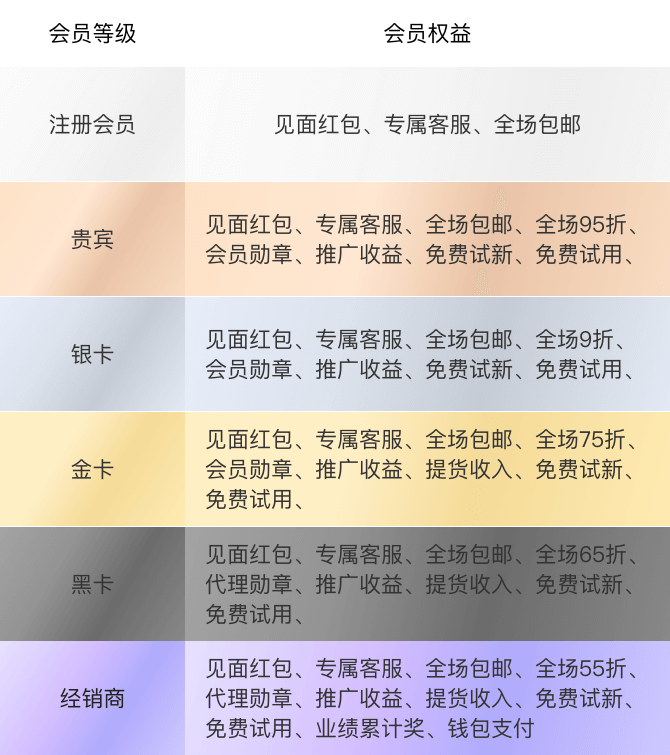 会员等级 会员权益
注册会员 见面红包、专属客服、全场包邮
贵宾
见面红包、专属客服、全场包邮、全场95折、
会员勋章、推广收益、免费试新、免费试用、
银卡
见面红包、专属客服、全场包邮、全场9折、
会员勋章、推广收益、免费试新、免费试用、
金卡
见面红包、专属客服、全场包邮、全场75折、
会员勋章、推广收益、提货收入、免费试新、
免费试用、
黑卡
见面红包、专属客服、全场包邮、全场65折、
代理勋章、推广收益、提货收入、免费试新、
免费试用、
经销商
见面红包、专属客服、全场包邮、全场55折、
代理勋章、推广收益、提货收入、免费试新、
免费试用、业绩累计奖、钱包支付